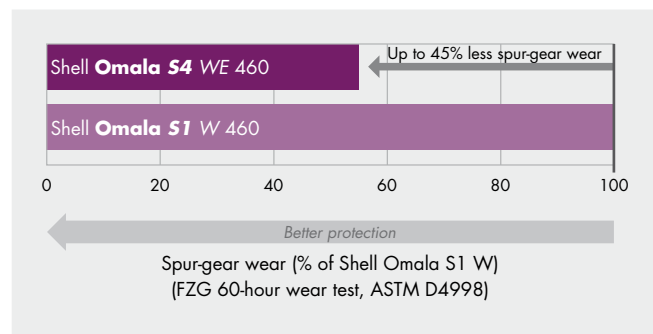 Up to 45% less spur-gear wear
Shell Omala S4 WE 460
Shell Omala S1 W 460
0 20 40 60 80 100
Better protection
Spur-gear wear (% of Shell Omala S1 W)
(FZG 60-hour wear test, ASTM D4998)